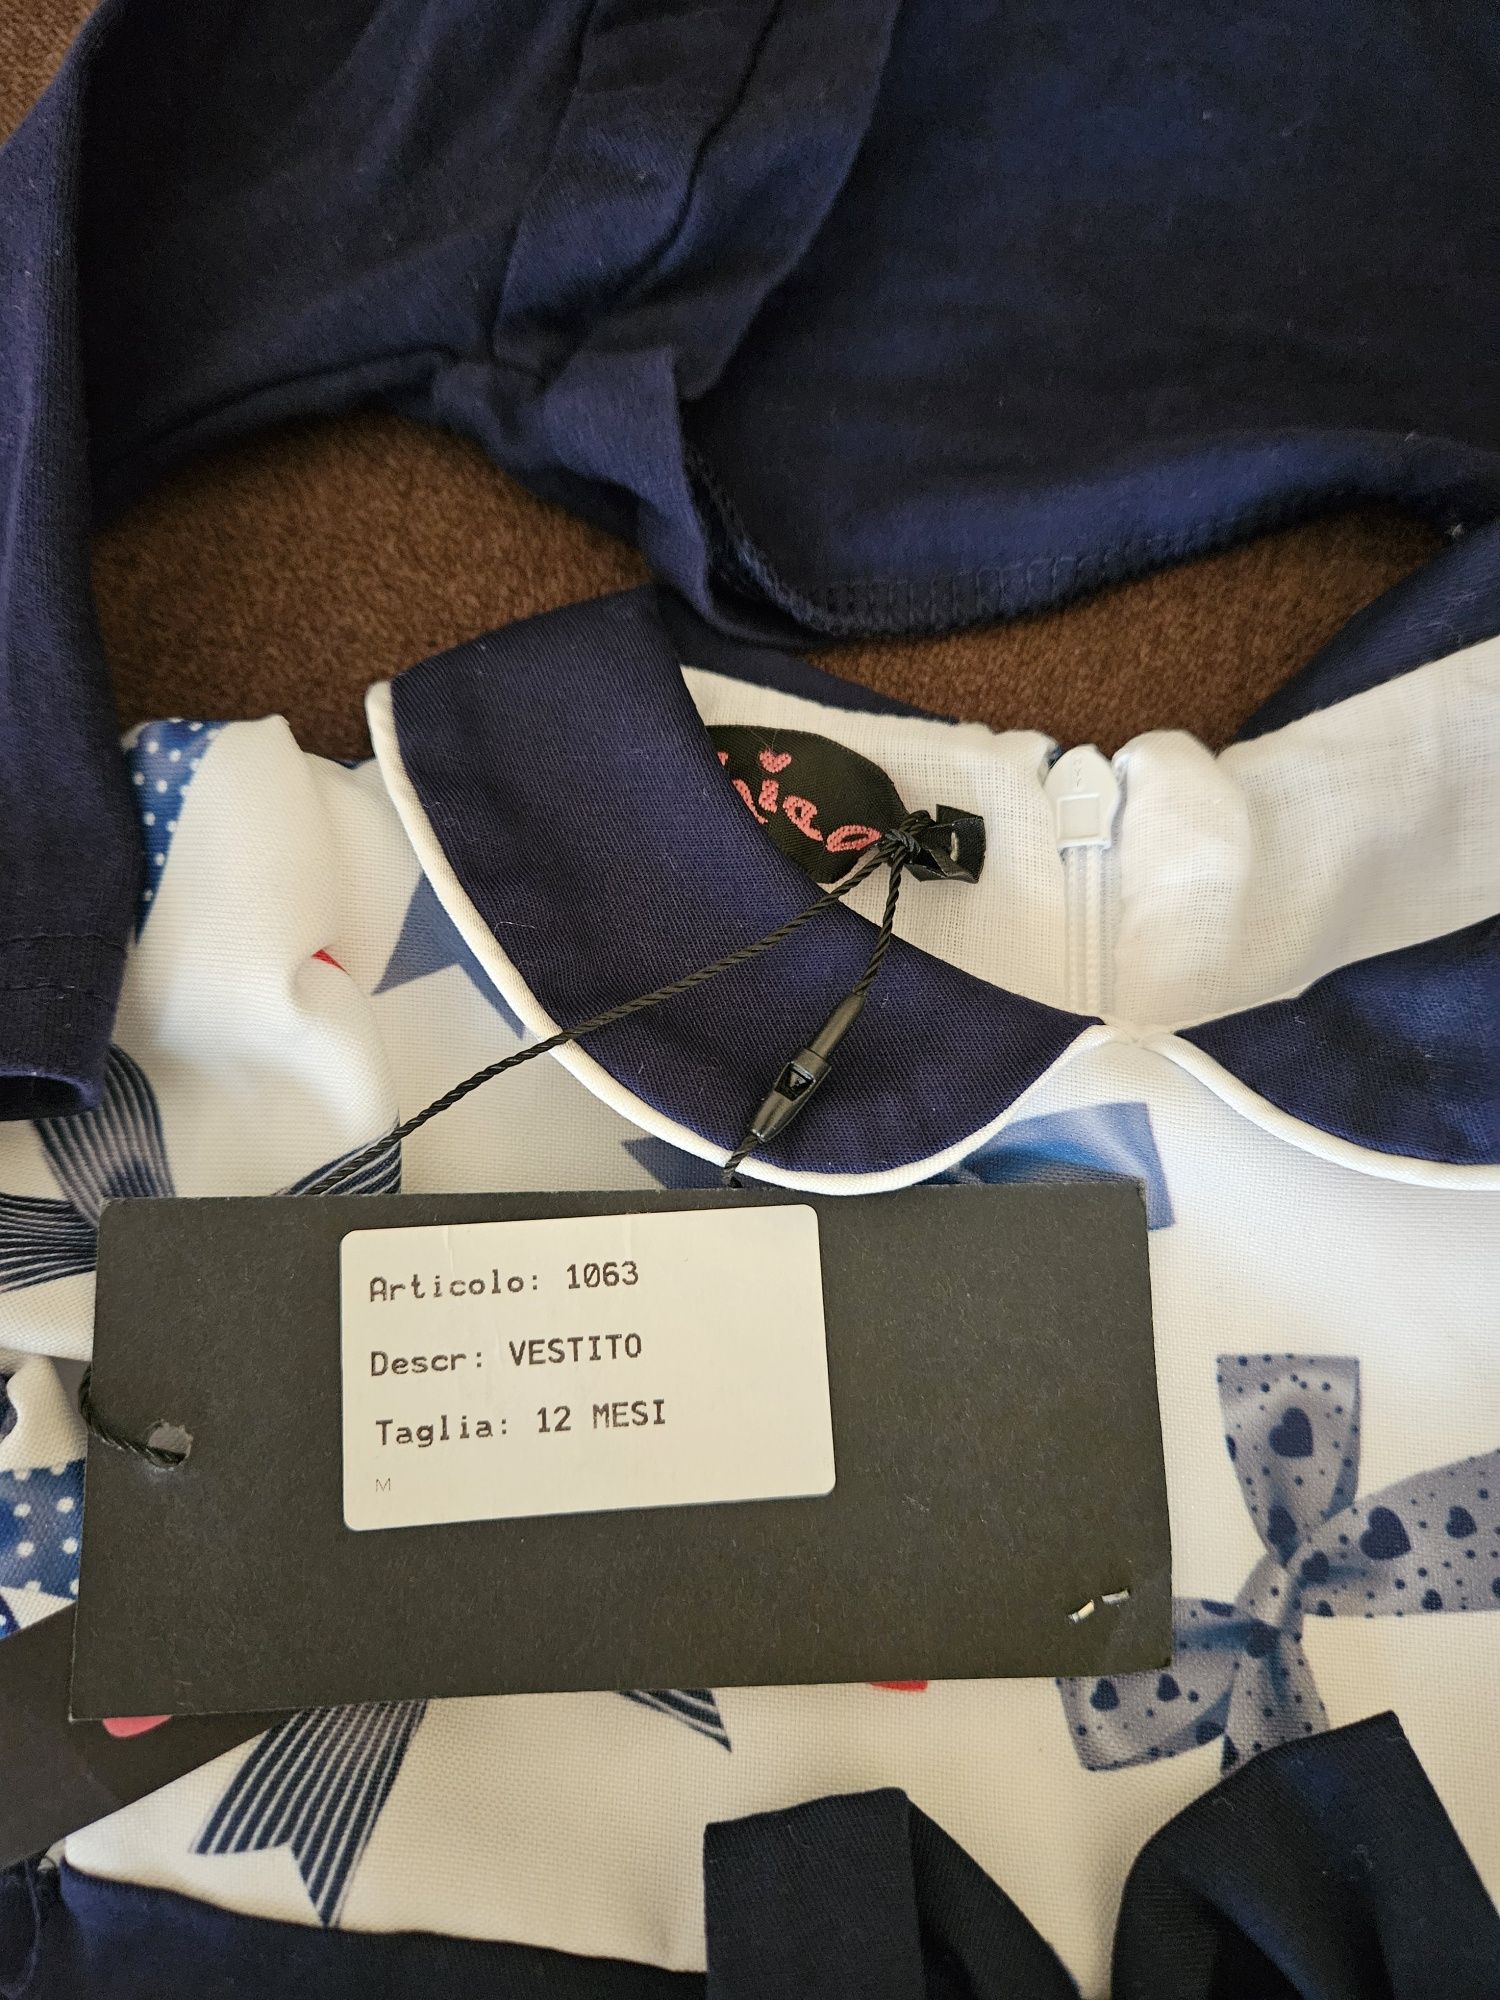 Articolo: 1063
Descr: VESTITO
Taglia: 12 MESI
M